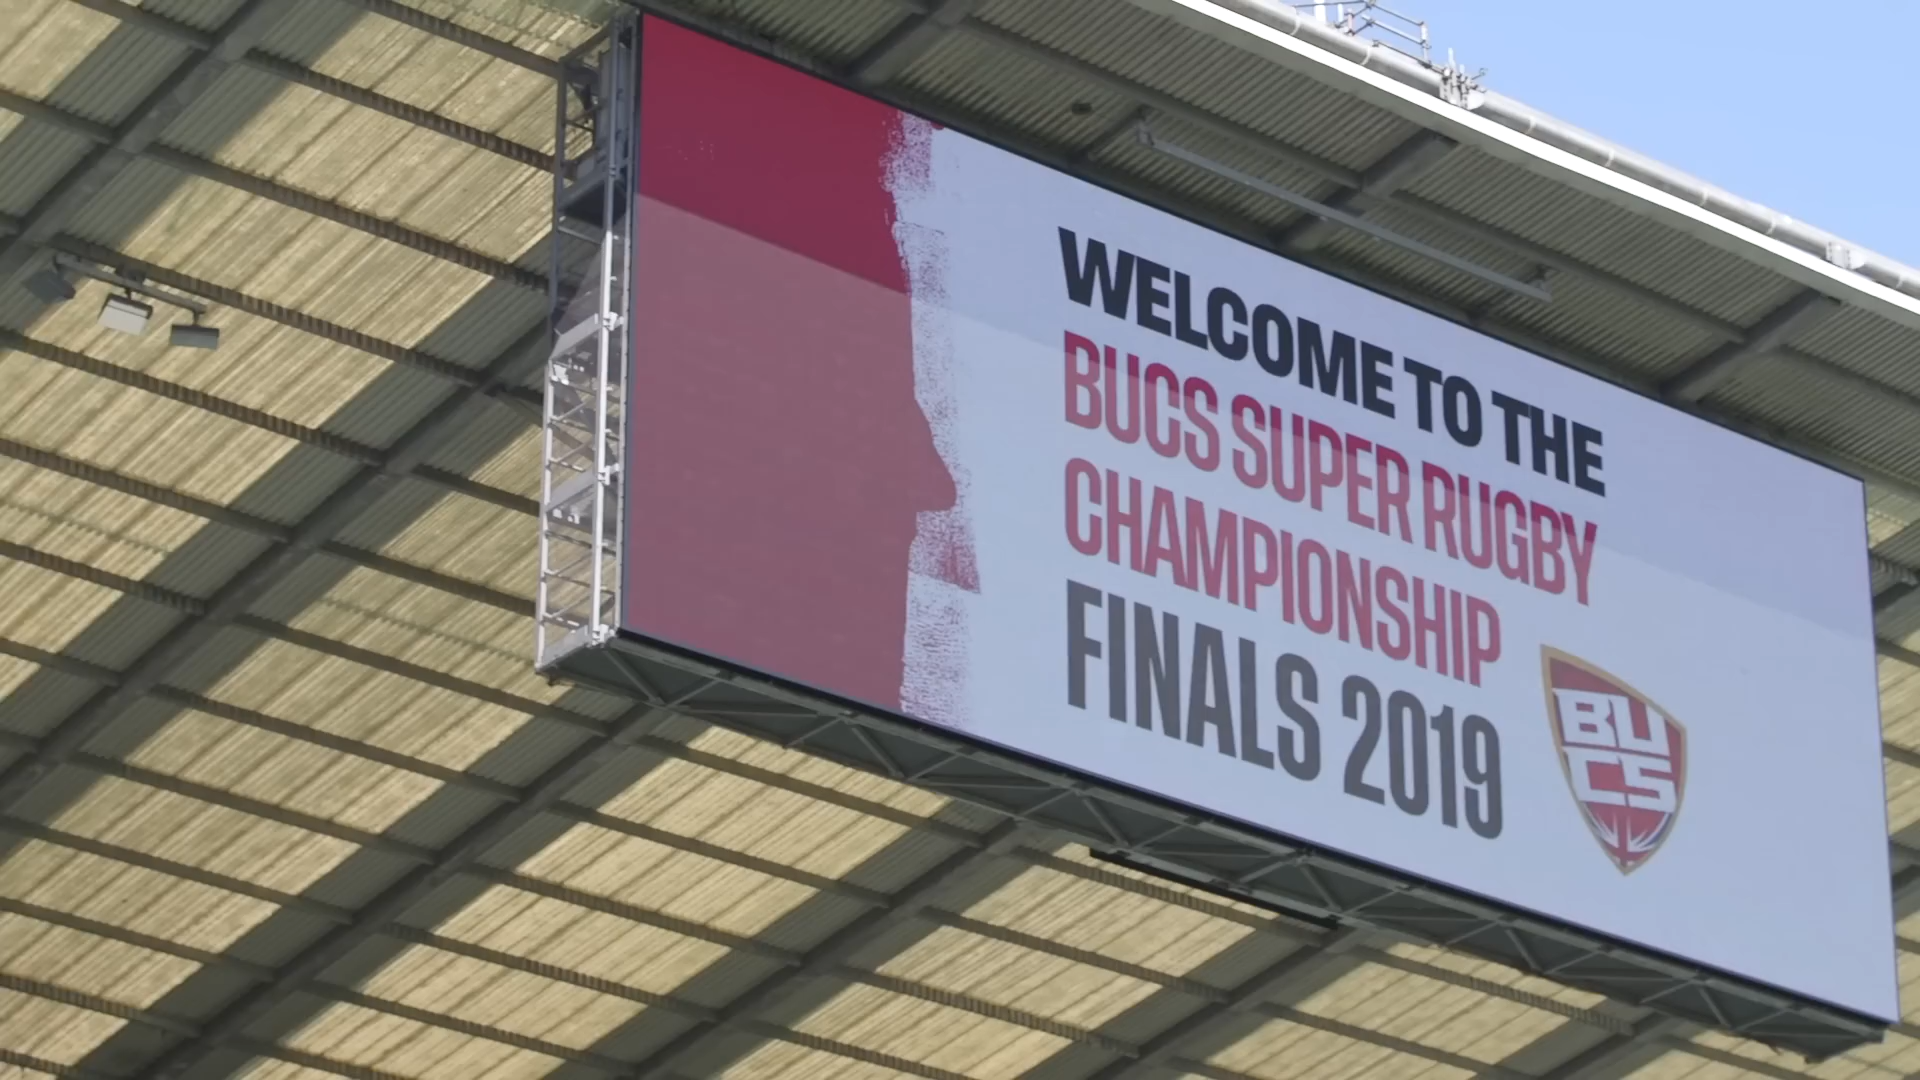 WELCOME TO THE
BUCS SUPER RUGBY
CHAMPIONSHIP
FINALS 2019
BU
CS